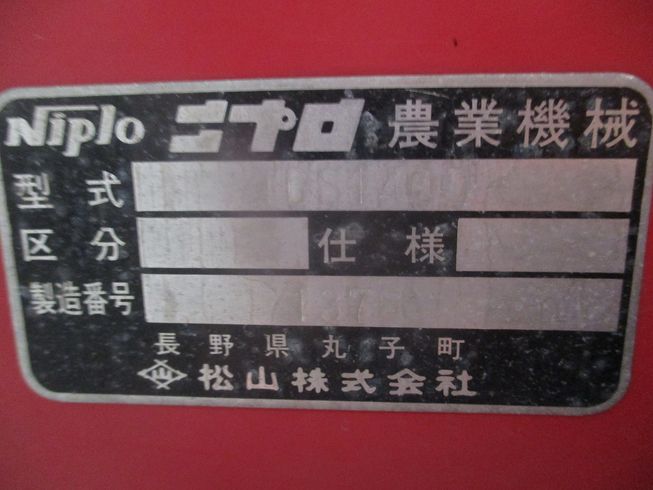 Niplo ニプロ 農業機械
型式
区分 仕様
製造番号
長野県丸子町
松山株式会社